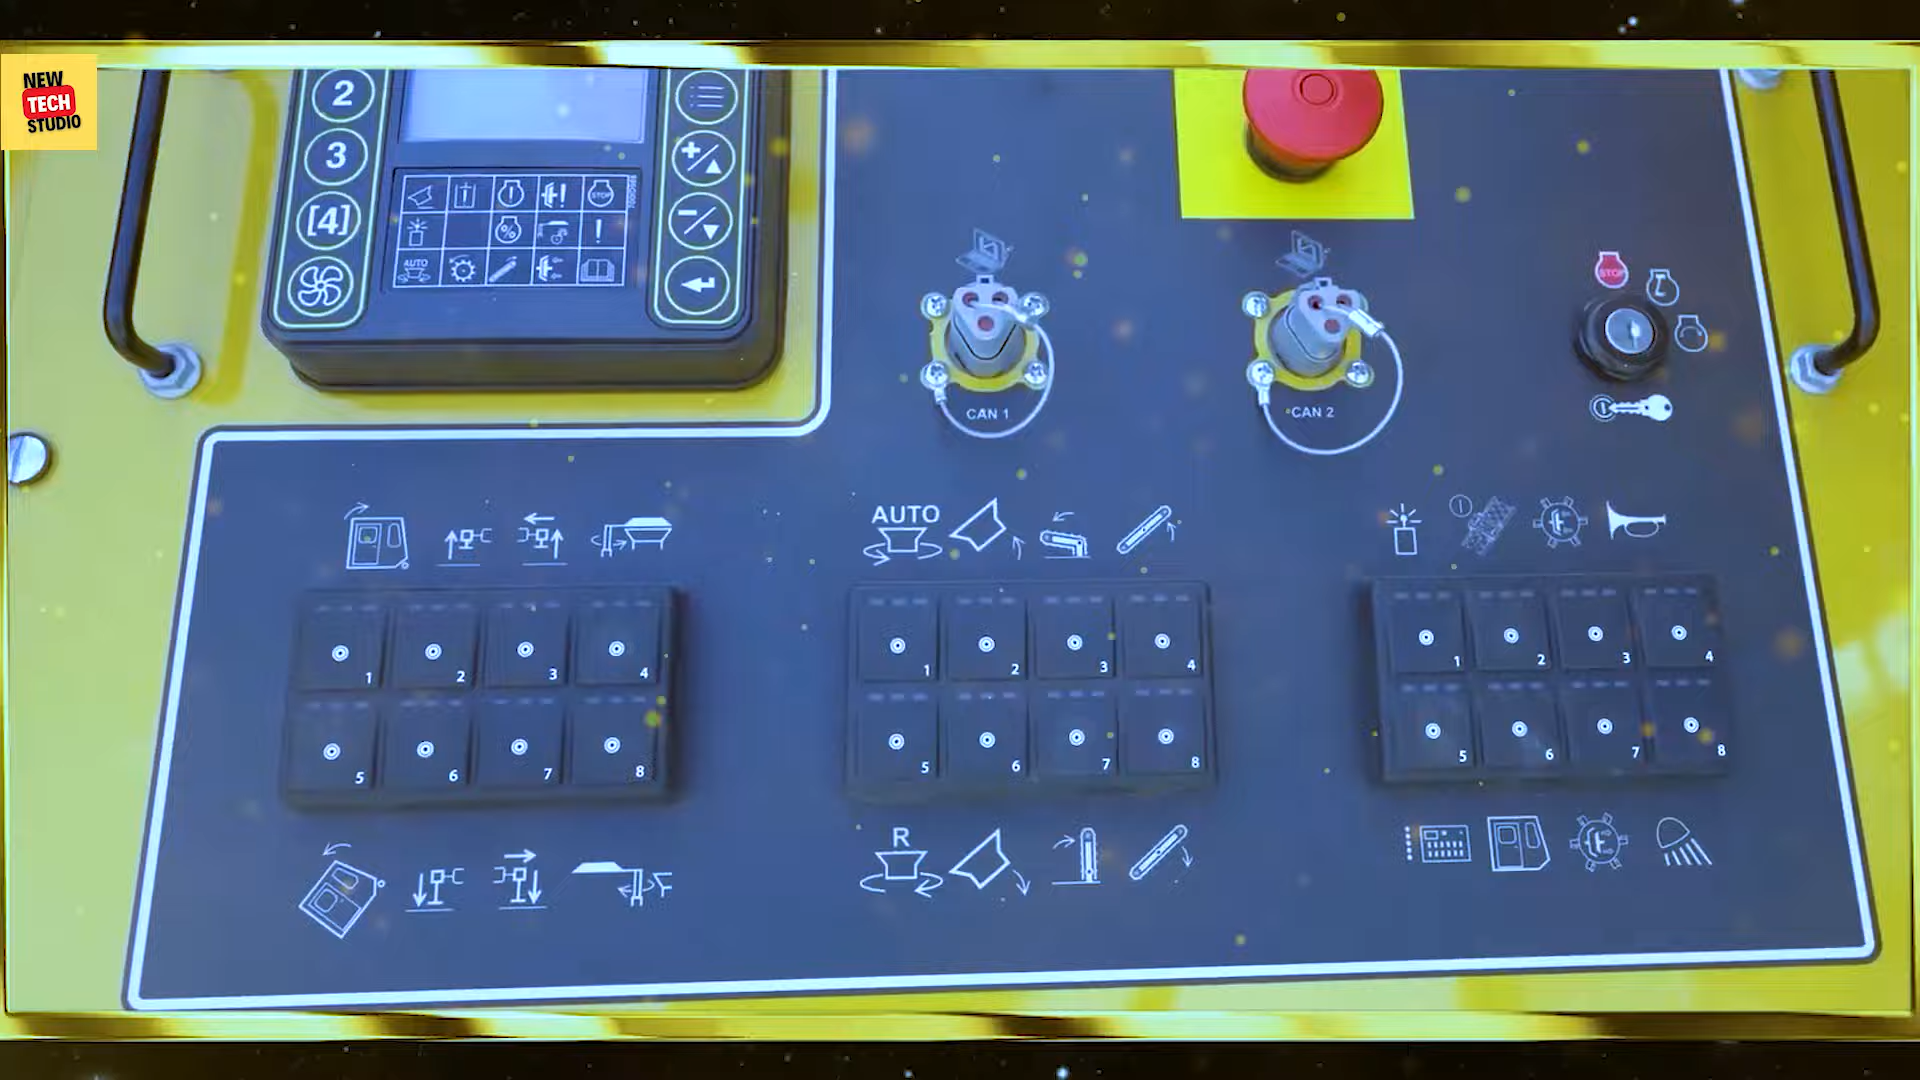 NEW
TECH
STUDIO
2
3
[4]
+/▲
-/▼
STOP
%
AUTO
CAN 1
CAN 2
STOP
AUTO
1 2 3 4
5 6 7 8
1 2 3 4
5 6 7 8
1 2 3 4
5 6 7 8
R